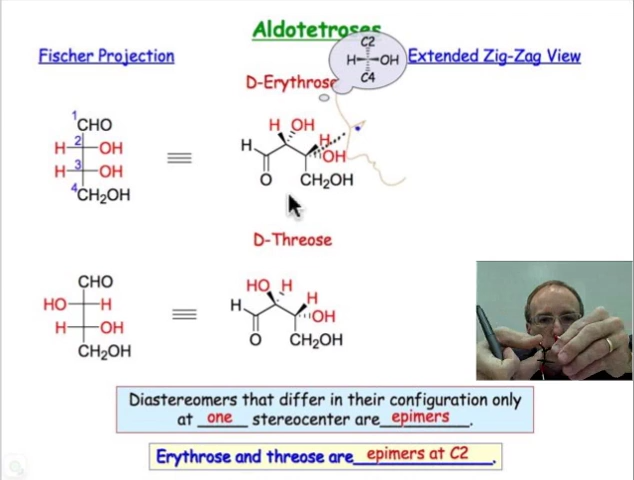 Aldotetroses
Fischer Projection
C2
H OH
C4
Extended Zig-Zag View
D-Erythrose
1
CHO
H 2 OH
H 3 OH
4
CH2OH
H OH
H
H
OH
O
CH2OH
D-Threose
CHO
HO H
H OH
CH2OH
HO H
H
H
OH
O
CH2OH
Diastereomers that differ in their configuration only
at one stereocenter are epimers.
Erythrose and threose are epimers at C2.